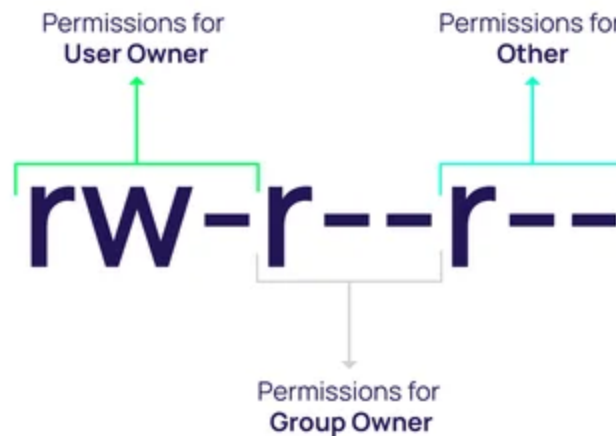 Permissions for
User Owner
Permissions for
Other
rw-r--r--
Permissions for
Group Owner